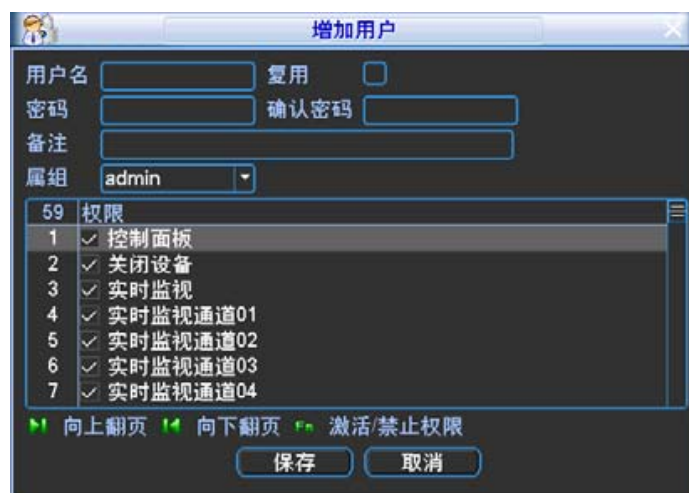 增加用户
用户名 复用
密码 确认密码
备注
属组 admin
59 权限
1 控制面板
2 关闭设备
3 实时监视
4 实时监视通道01
5 实时监视通道02
6 实时监视通道03
7 实时监视通道04
向上翻页 向下翻页 Fn 激活/禁止权限
保存 取消